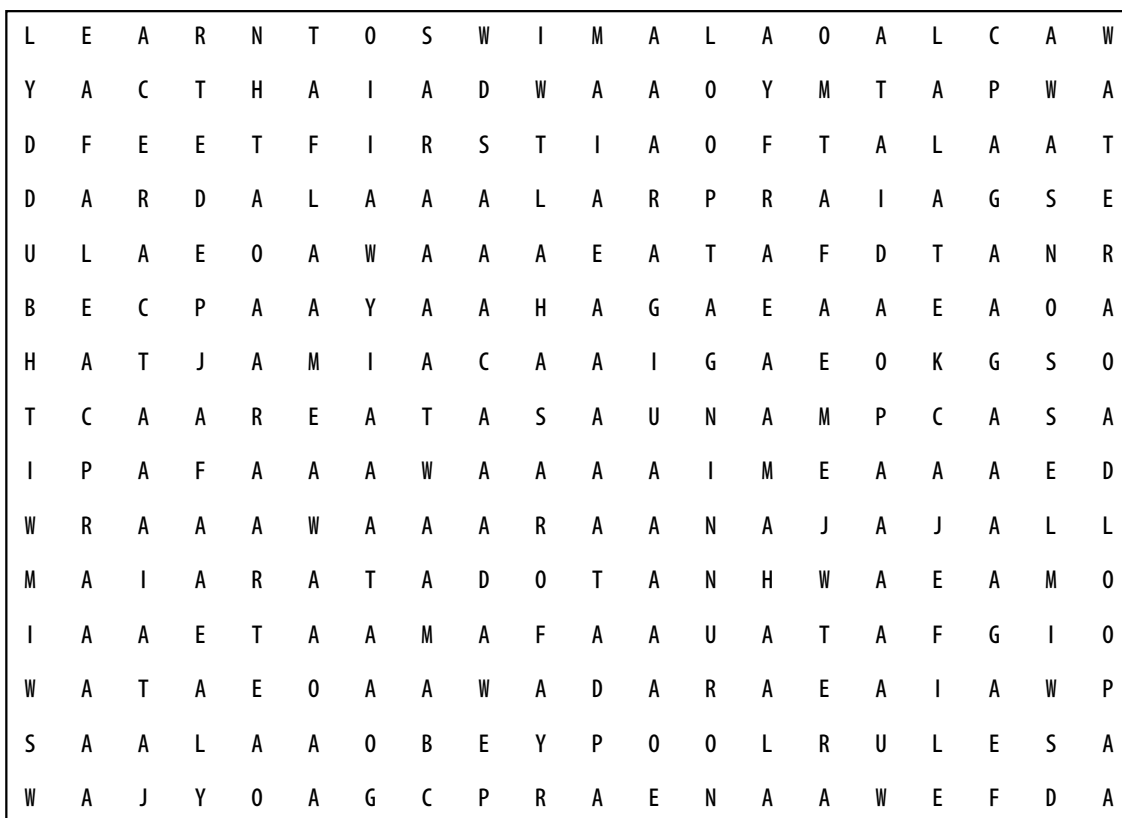 L E A R N T O S W I M A L A O A L C A W
Y A C T H A I A D W A A O Y M T A P W A
D F E E T F I R S T I A O F T A L A A T
D A R D A L A A A L A R P R A I A G S E
U L A E O A W A A A E A T A F D T A N R
B E C P A A Y A A H A G A E A A E A O A
H A T J A M I A C A A I G A E O K G S O
T C A A R E A T A S A U N A M P C A S A
I P A F A A A W A A A A I M E A A A E D
W R A A A W A A A R A A N A J A J A L L
M A I A R A T A D O T A N H W A E A M O
I A A E T A A M A F A A U A T A F G I O
W A T A E O A A W A D A R A E A I A W P
S A A L A A O B E Y P O O L R U L E S A
W A J Y O A G C P R A E N A A W E F D A